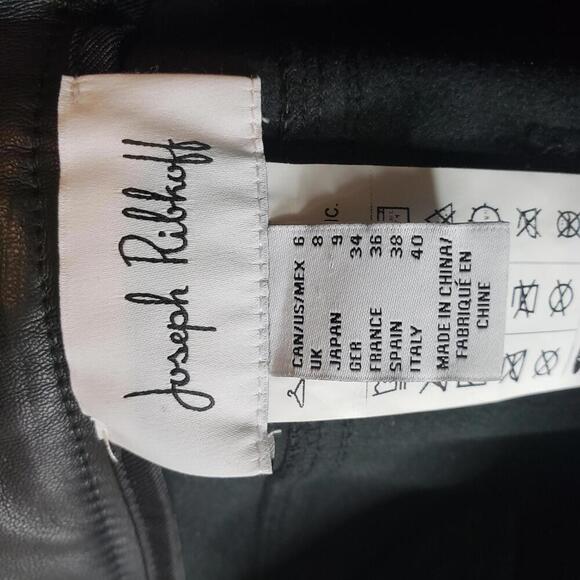 Joseph Ribkoff
CAN/US/MEX 6
UK 8
JAPAN 9
GER 34
FRANCE 36
SPAIN 38
ITALY 40
MADE IN CHINA/
FABRIQUÉ EN
CHINE
IC.